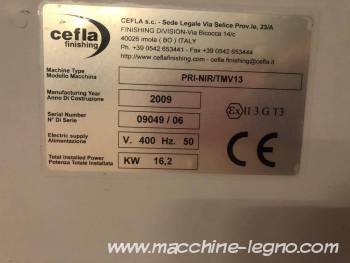 cefla
finishing
CEFLA s.c. - Sede Legale Via Selice Prov.le, 23/A
FINISHING DIVISION-Via Bicocca 14/c
40026 imola ( BO ) ITALY
Ph. +39 0542 653441 - Fax +39 0542 653444
www.ceflafinishing.com - cefla.finishing@cefla.it
Machine Type
Modello Macchina
PRI-NIR/TMV13
Manufacturing Year
Anno Di Costruzione
2009
Serial Number
N° Di Serie
09049 / 06
Ex II 3 G T3
Electric supply
Alimentazione
V. 400 Hz. 50
CE
Total Installed Power
Potenza Totale Installata
KW 16,2
www.macchine-legno.com